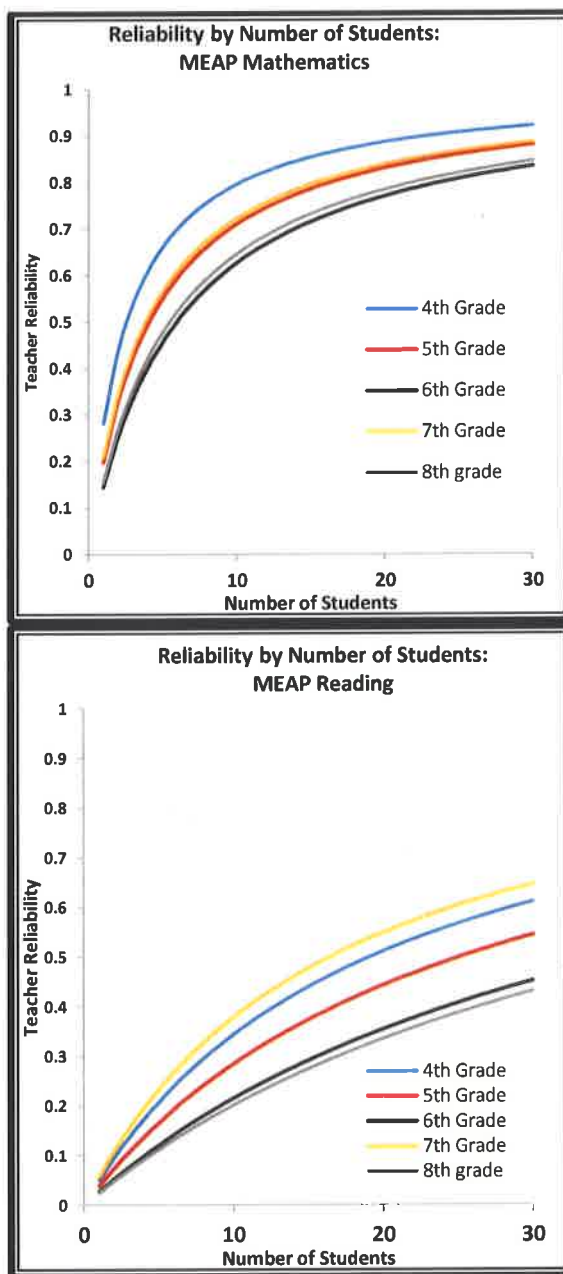 Reliability by Number of Students:
MEAP Mathematics
1
0.9
0.8
0.7
0.6
0.5
0.4
0.3
0.2
0.1
0
Teacher Reliability
4th Grade
5th Grade
6th Grade
7th Grade
8th grade
0 10 20 30
Number of Students
Reliability by Number of Students:
MEAP Reading
1
0.9
0.8
0.7
0.6
0.5
0.4
0.3
0.2
0.1
0
Teacher Reliability
4th Grade
5th Grade
6th Grade
7th Grade
8th grade
0 10 20 30
Number of Students